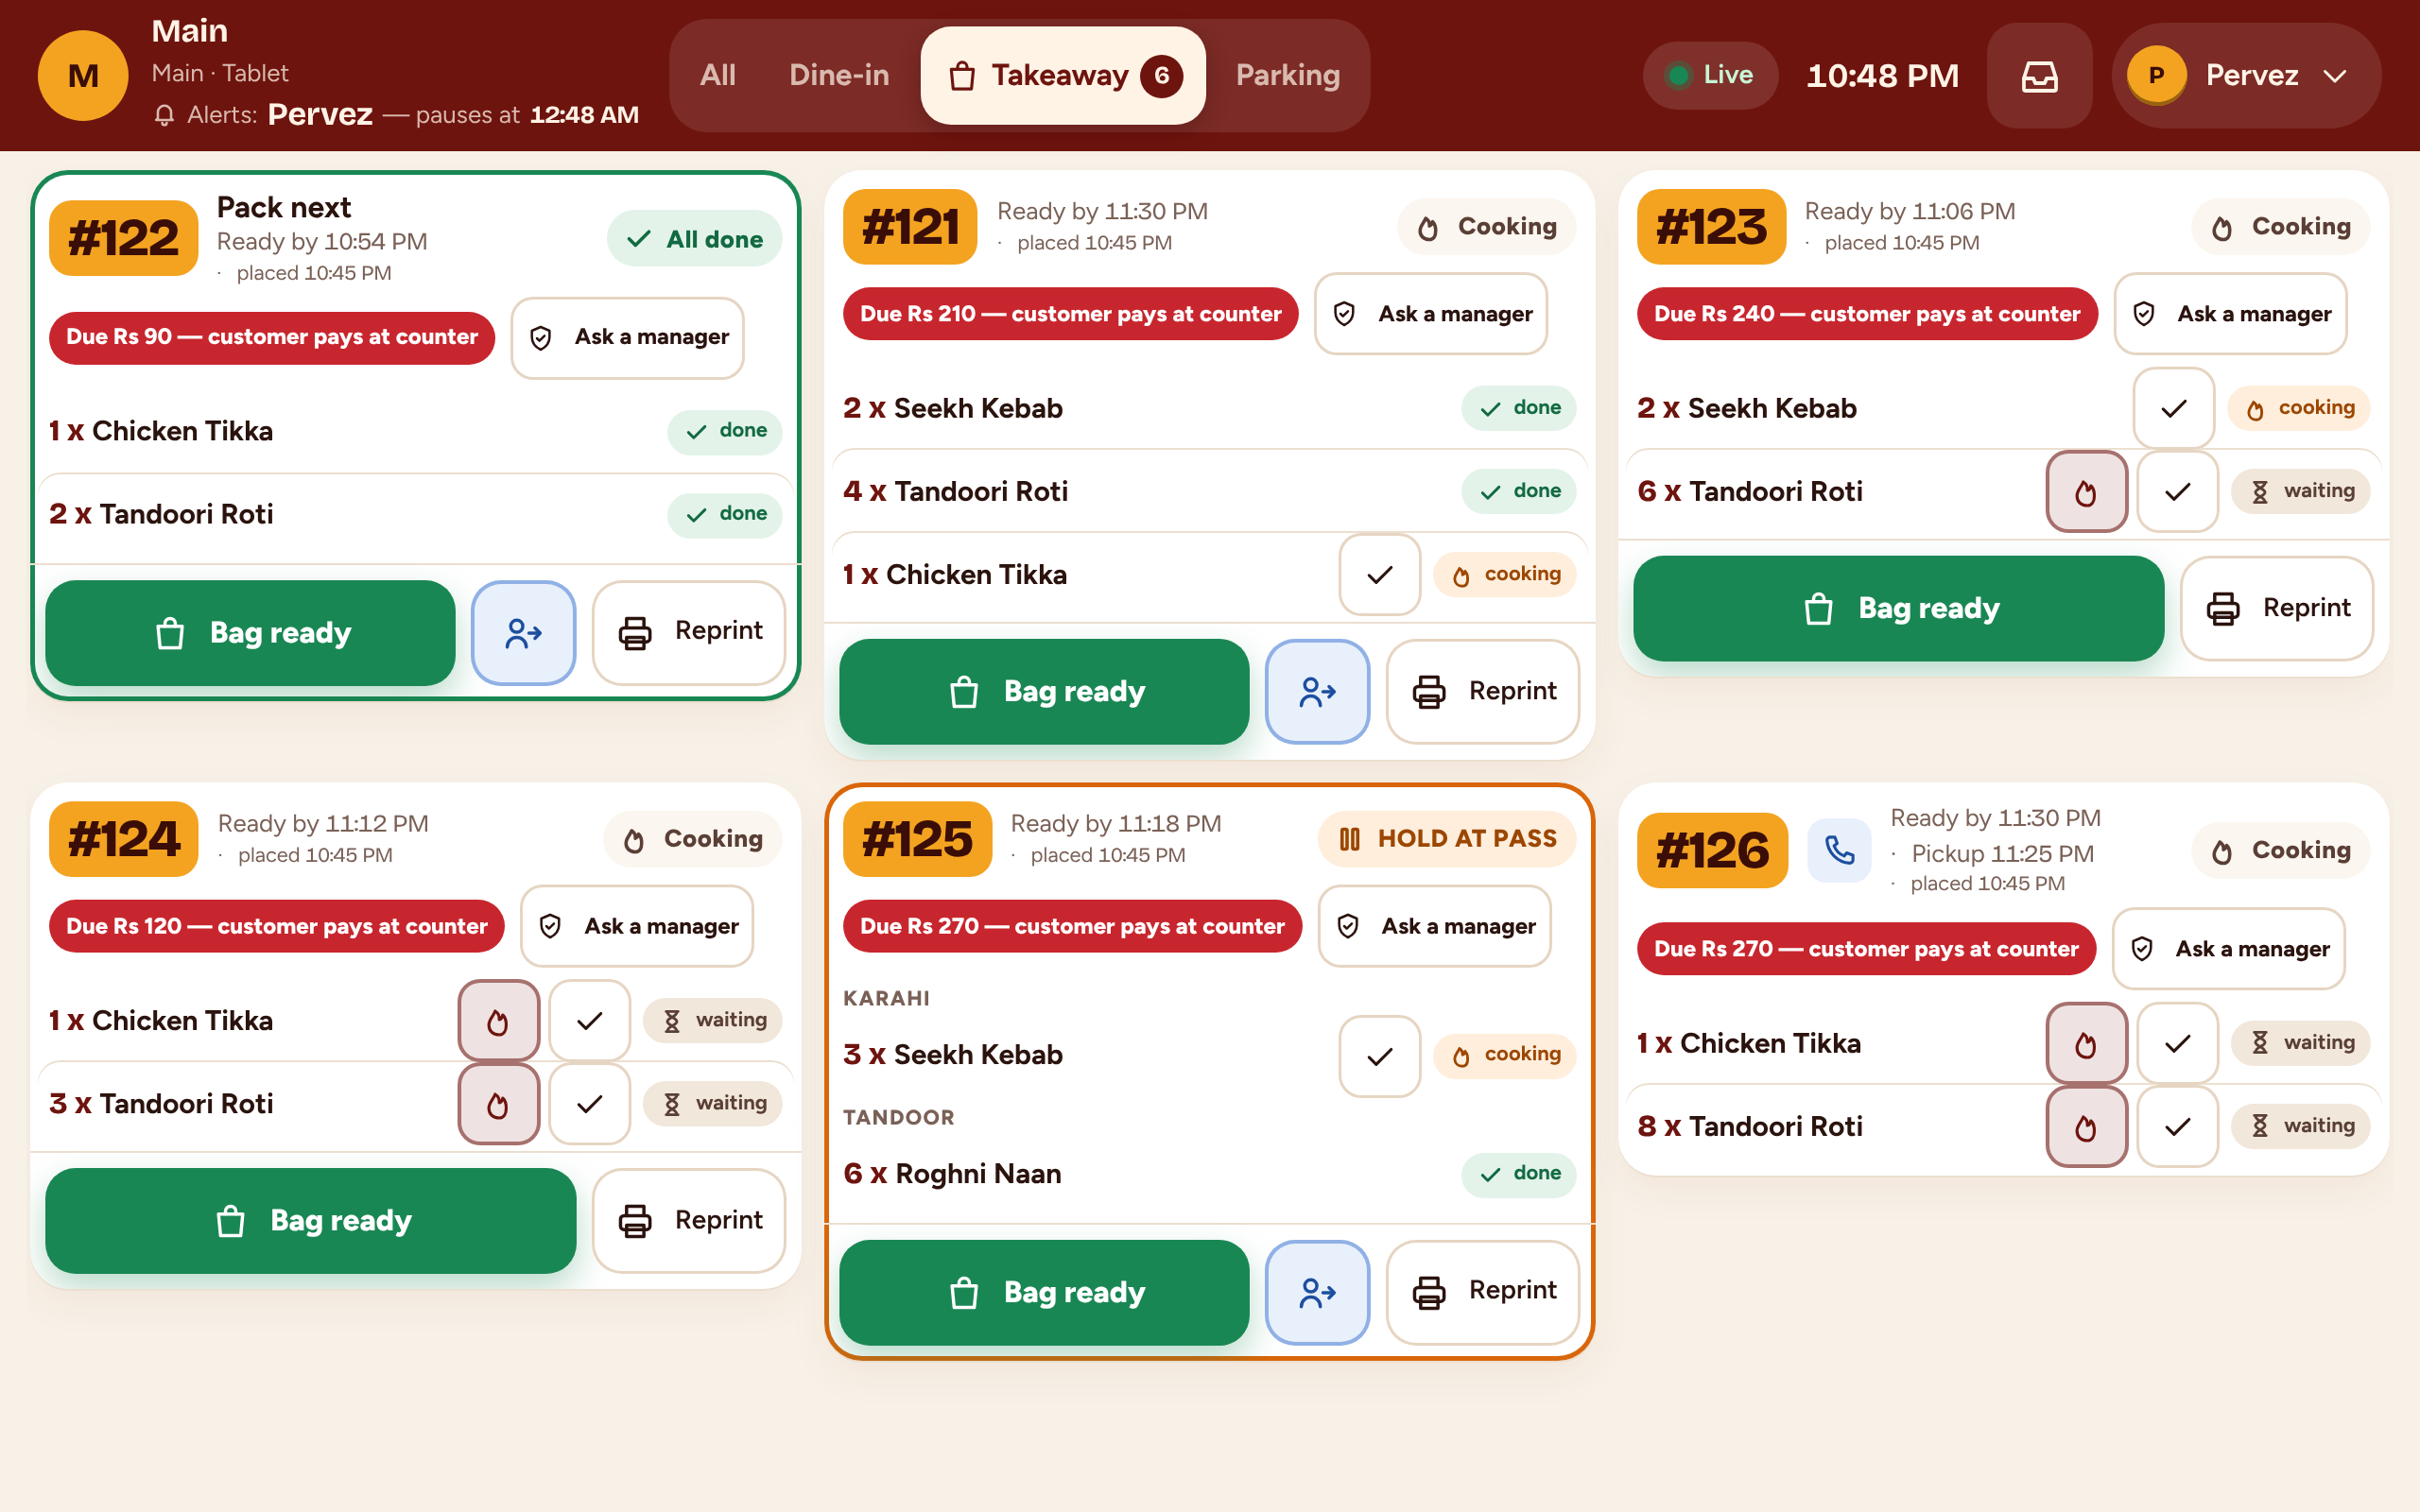 M
Main
Main · Tablet
Alerts: Pervez — pauses at 12:48 AM
All
Dine-in
Takeaway 6
Parking
Live
10:48 PM
P
Pervez
#122
Pack next
Ready by 10:54 PM
· placed 10:45 PM
All done
Due Rs 90 — customer pays at counter
Ask a manager
1 x Chicken Tikka
done
2 x Tandoori Roti
done
Bag ready
Reprint
#121
Ready by 11:30 PM
· placed 10:45 PM
Cooking
Due Rs 210 — customer pays at counter
Ask a manager
2 x Seekh Kebab
done
4 x Tandoori Roti
done
1 x Chicken Tikka
cooking
Bag ready
Reprint
#123
Ready by 11:06 PM
· placed 10:45 PM
Cooking
Due Rs 240 — customer pays at counter
Ask a manager
2 x Seekh Kebab
cooking
6 x Tandoori Roti
waiting
Bag ready
Reprint
#124
Ready by 11:12 PM
· placed 10:45 PM
Cooking
Due Rs 120 — customer pays at counter
Ask a manager
1 x Chicken Tikka
waiting
3 x Tandoori Roti
waiting
Bag ready
Reprint
#125
Ready by 11:18 PM
· placed 10:45 PM
HOLD AT PASS
Due Rs 270 — customer pays at counter
Ask a manager
KARAHI
3 x Seekh Kebab
cooking
TANDOOR
6 x Roghni Naan
done
Bag ready
Reprint
#126
Ready by 11:30 PM
· Pickup 11:25 PM
· placed 10:45 PM
Cooking
Due Rs 270 — customer pays at counter
Ask a manager
1 x Chicken Tikka
waiting
8 x Tandoori Roti
waiting